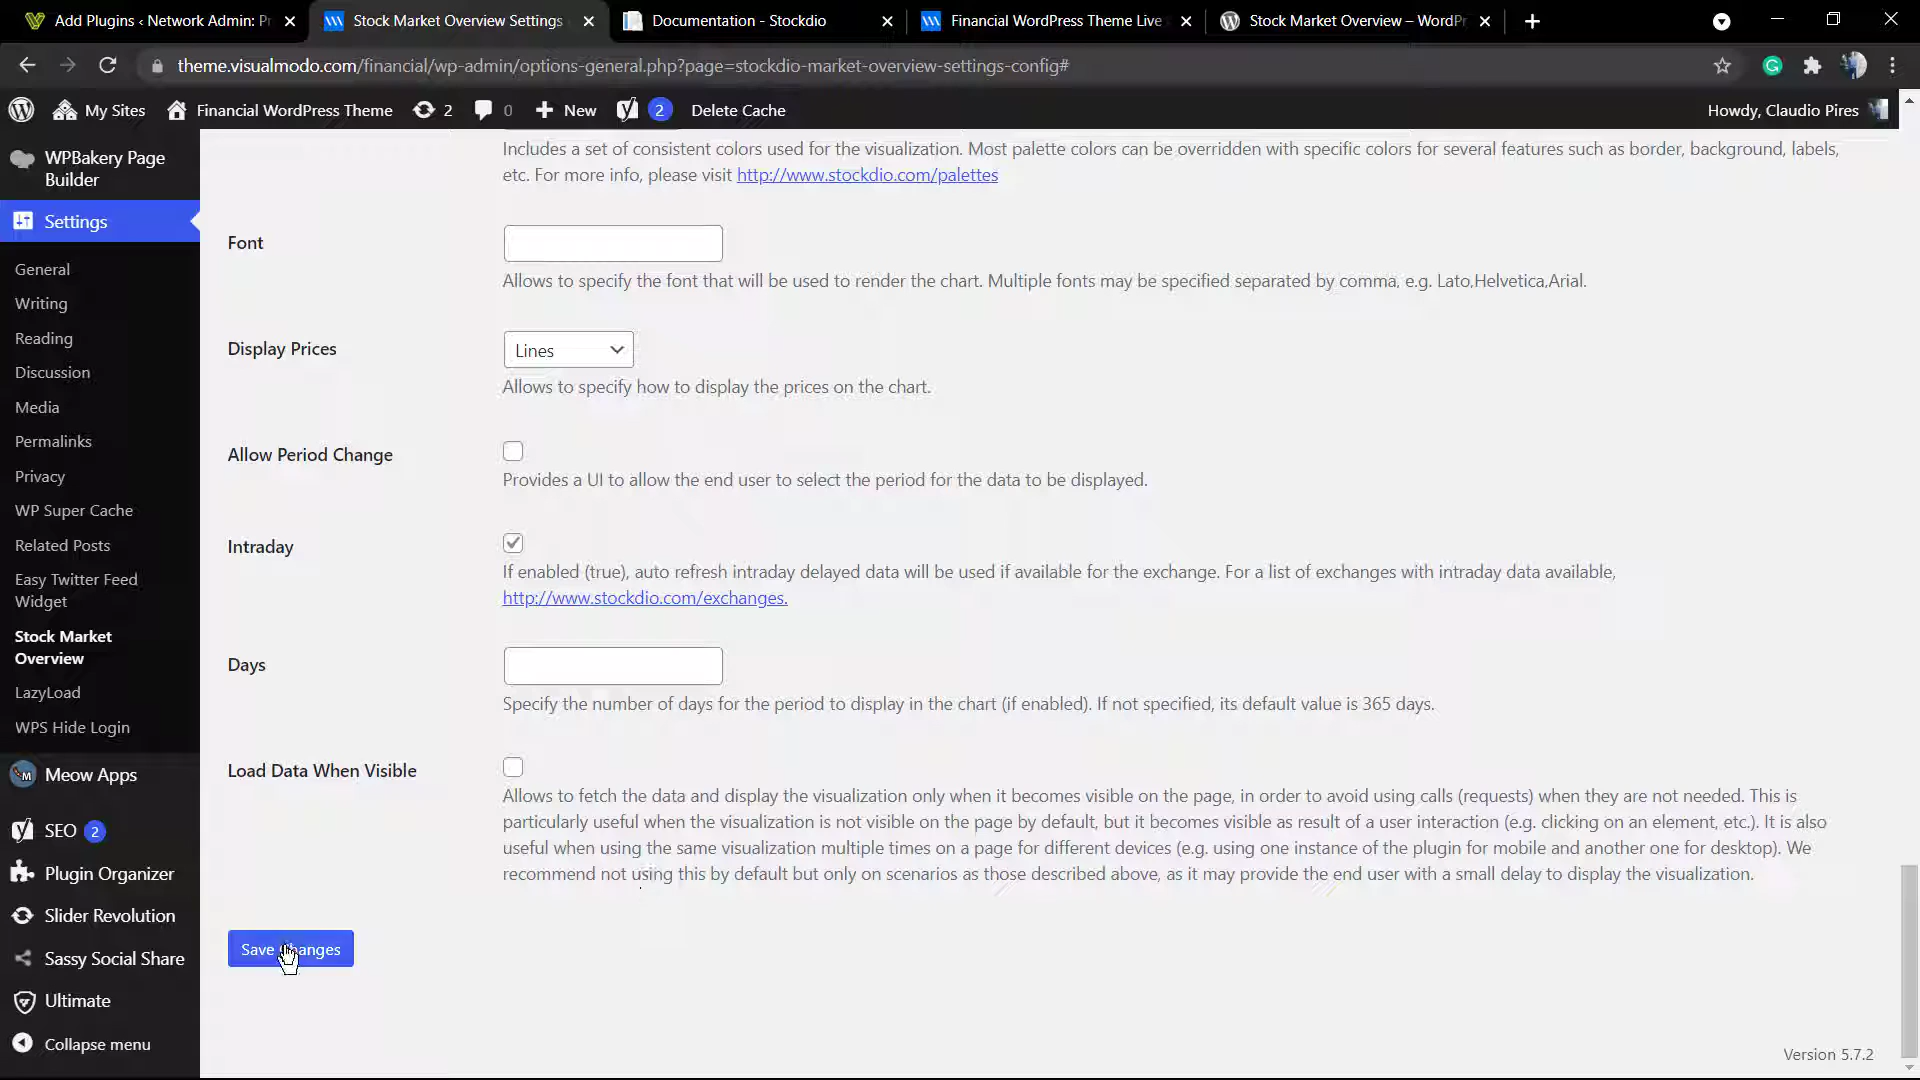 Add Plugins ‹ Network Admin: Pr
Stock Market Overview Settings
Documentation - Stockdio
Financial WordPress Theme Live
Stock Market Overview – WordPr
theme.visualmodo.com/financial/wp-admin/options-general.php?page=stockdio-market-overview-settings-config#
My Sites
Financial WordPress Theme
2
0
New
2
Delete Cache
Howdy, Claudio Pires
WPBakery Page
Builder
Settings
General
Writing
Reading
Discussion
Media
Permalinks
Privacy
WP Super Cache
Related Posts
Easy Twitter Feed
Widget
Stock Market
Overview
LazyLoad
WPS Hide Login
Meow Apps
SEO 2
Plugin Organizer
Slider Revolution
Sassy Social Share
Ultimate
Collapse menu
Includes a set of consistent colors used for the visualization. Most palette colors can be overridden with specific colors for several features such as border, background, labels,
etc. For more info, please visit http://www.stockdio.com/palettes
Font
Allows to specify the font that will be used to render the chart. Multiple fonts may be specified separated by comma, e.g. Lato,Helvetica,Arial.
Display Prices
Lines
Allows to specify how to display the prices on the chart.
Allow Period Change
Provides a UI to allow the end user to select the period for the data to be displayed.
Intraday
If enabled (true), auto refresh intraday delayed data will be used if available for the exchange. For a list of exchanges with intraday data available,
http://www.stockdio.com/exchanges.
Days
Specify the number of days for the period to display in the chart (if enabled). If not specified, its default value is 365 days.
Load Data When Visible
Allows to fetch the data and display the visualization only when it becomes visible on the page, in order to avoid using calls (requests) when they are not needed. This is
particularly useful when the visualization is not visible on the page by default, but it becomes visible as result of a user interaction (e.g. clicking on an element, etc.). It is also
useful when using the same visualization multiple times on a page for different devices (e.g. using one instance of the plugin for mobile and another one for desktop). We
recommend not using this by default but only on scenarios as those described above, as it may provide the end user with a small delay to display the visualization.
Save Changes
Version 5.7.2